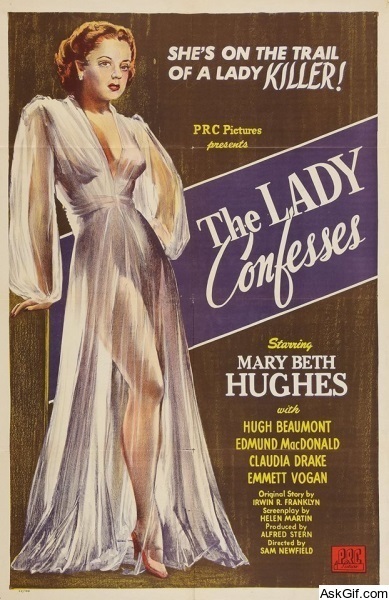 SHE'S ON THE TRAIL
OF A LADY KILLER!
PRC Pictures
presents
The LADY
Confesses
Starring
MARY BETH
HUGHES
with
HUGH BEAUMONT
EDMUND MacDONALD
CLAUDIA DRAKE
EMMETT VOGAN
Original Story by
IRWIN R. FRANKLYN
Screenplay by
HELEN MARTIN
Produced by
ALFRED STERN
Directed by
SAM NEWFIELD
P.R.C.
AskGif.com